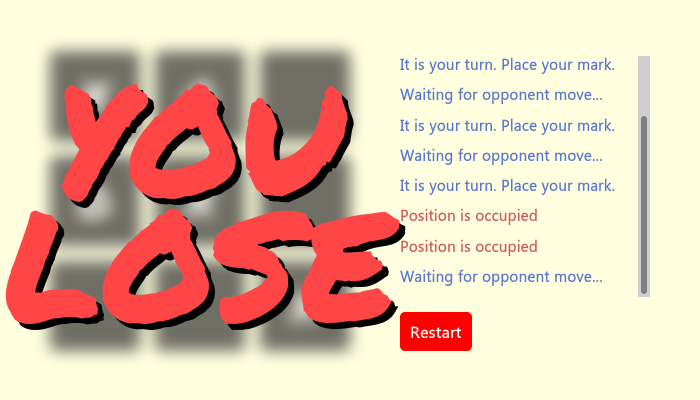 YOU
LOSE
It is your turn. Place your mark.
Waiting for opponent move...
It is your turn. Place your mark.
Waiting for opponent move...
It is your turn. Place your mark.
Position is occupied
Position is occupied
Waiting for opponent move...
Restart